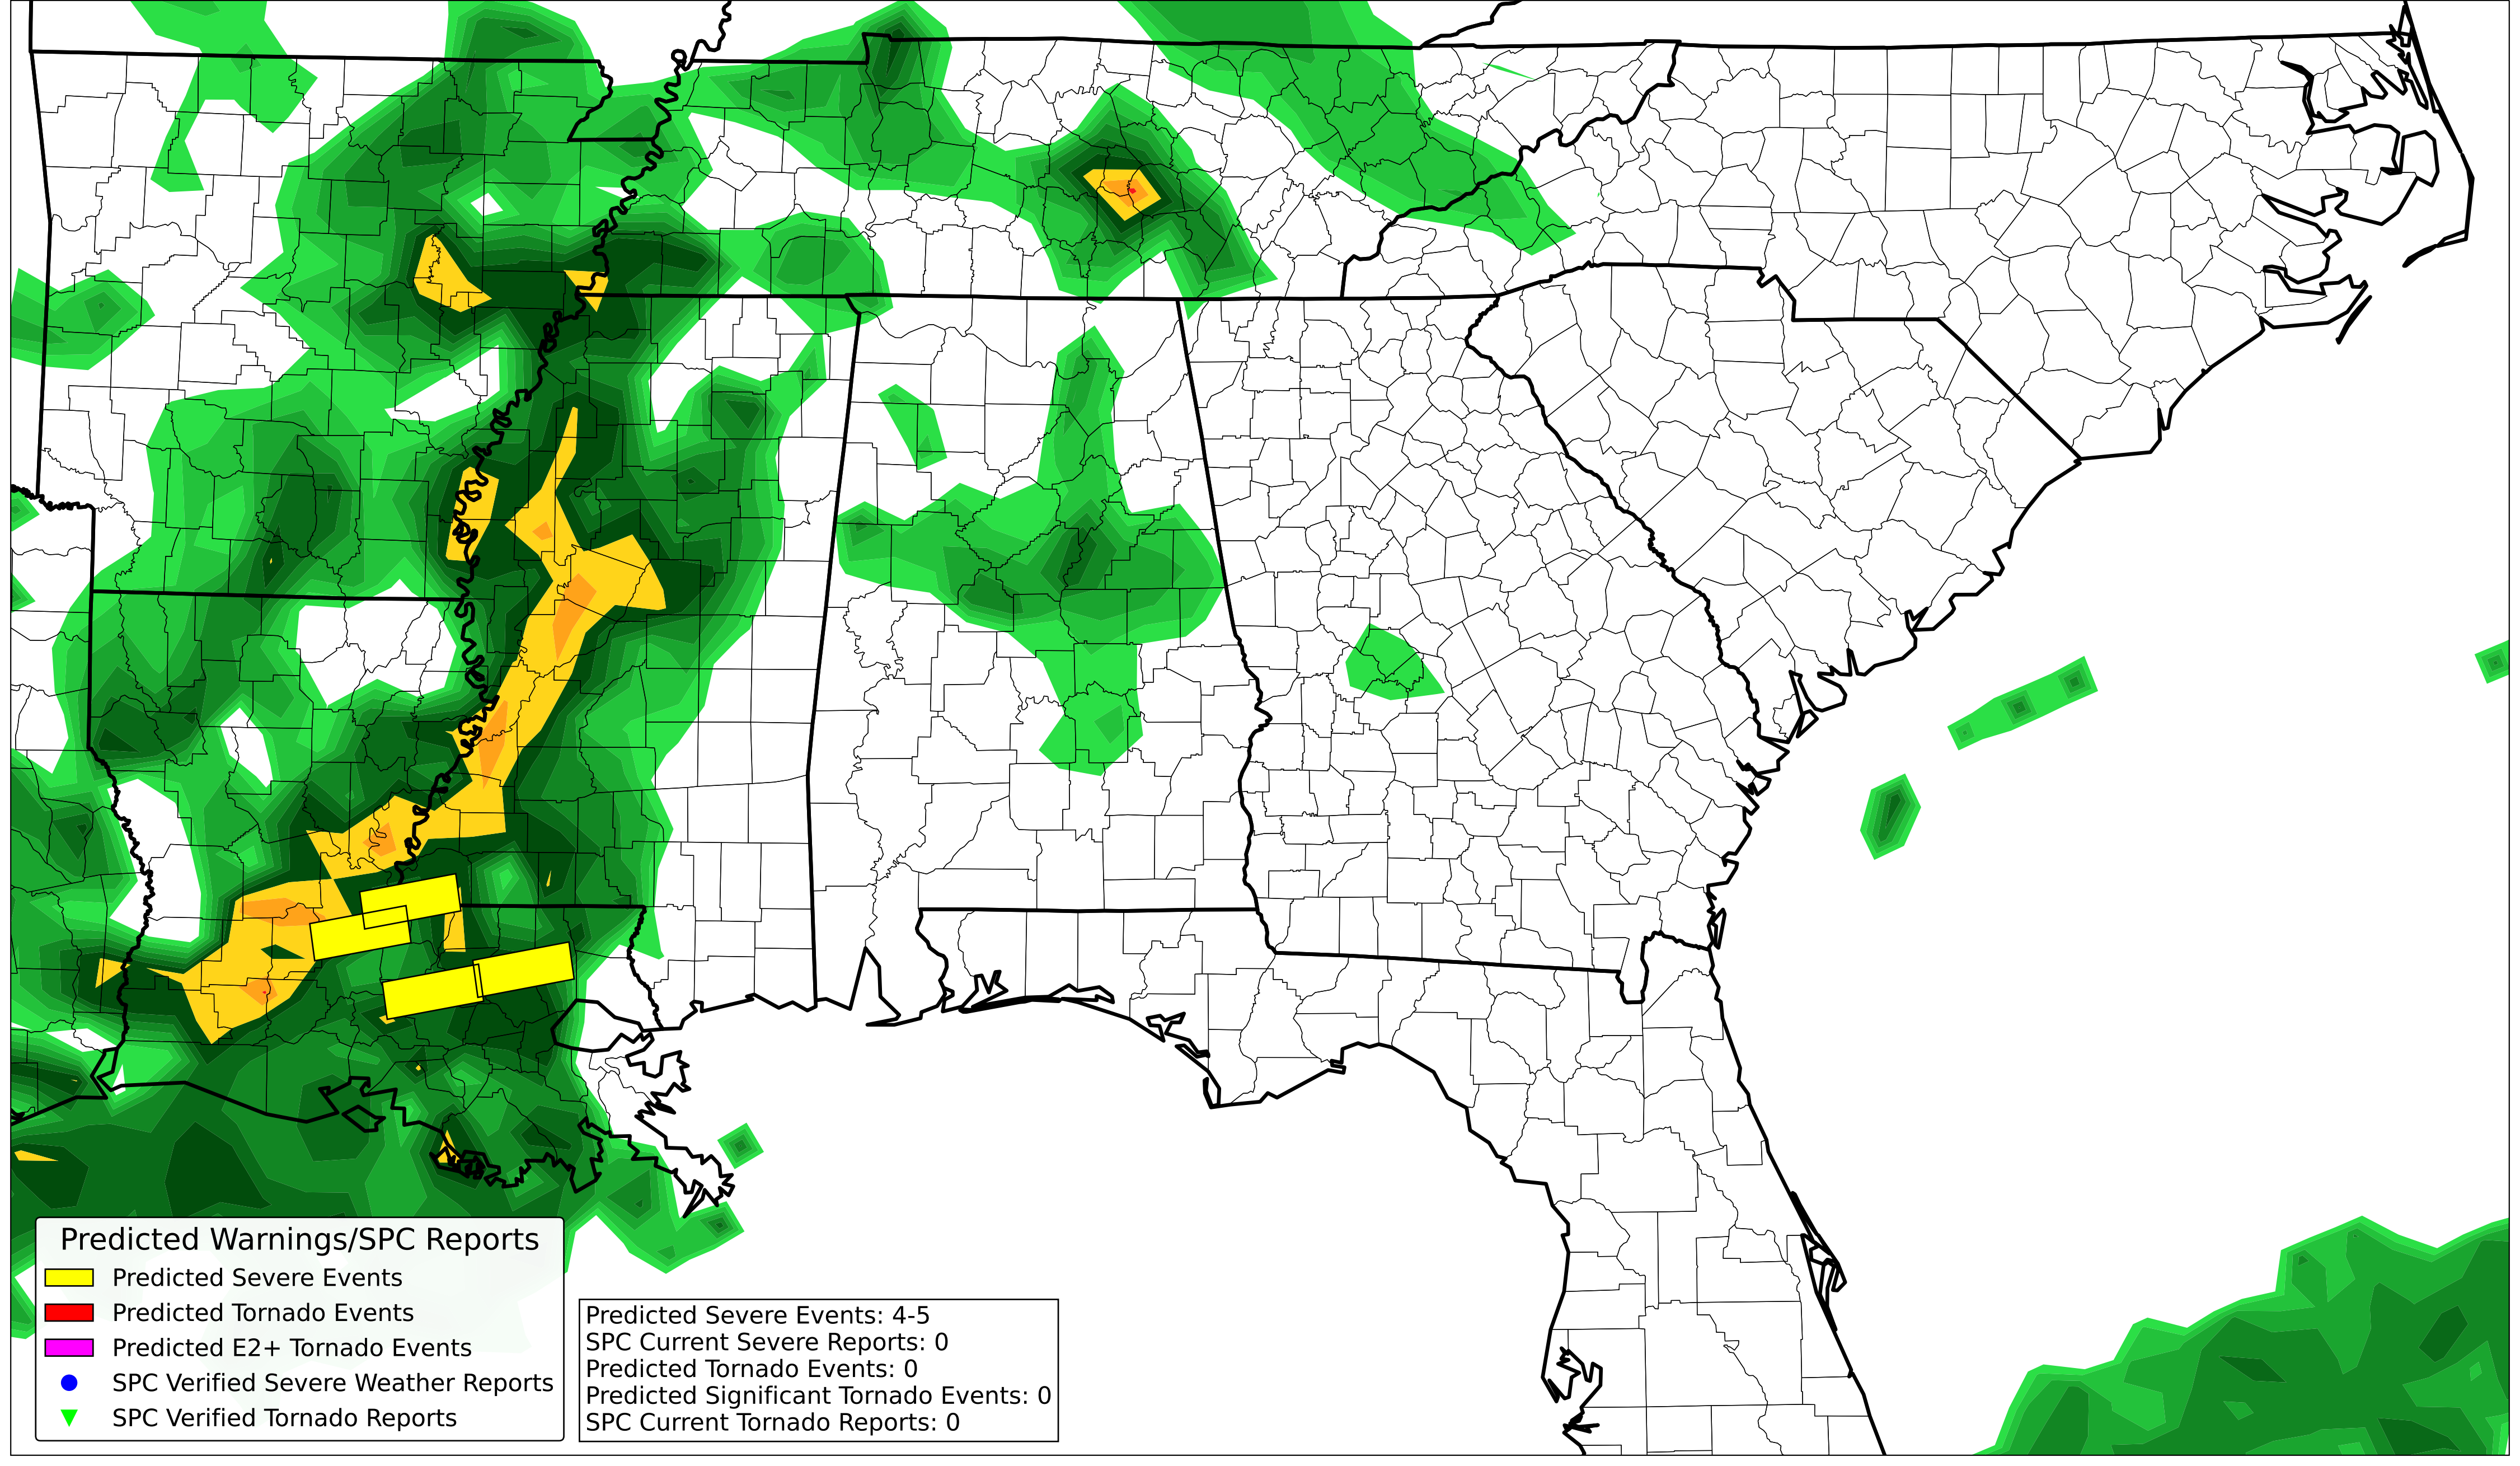 Predicted Warnings/SPC Reports
Predicted Severe Events
Predicted Tornado Events
Predicted E2+ Tornado Events
SPC Verified Severe Weather Reports
SPC Verified Tornado Reports
Predicted Severe Events: 4-5
SPC Current Severe Reports: 0
Predicted Tornado Events: 0
Predicted Significant Tornado Events: 0
SPC Current Tornado Reports: 0